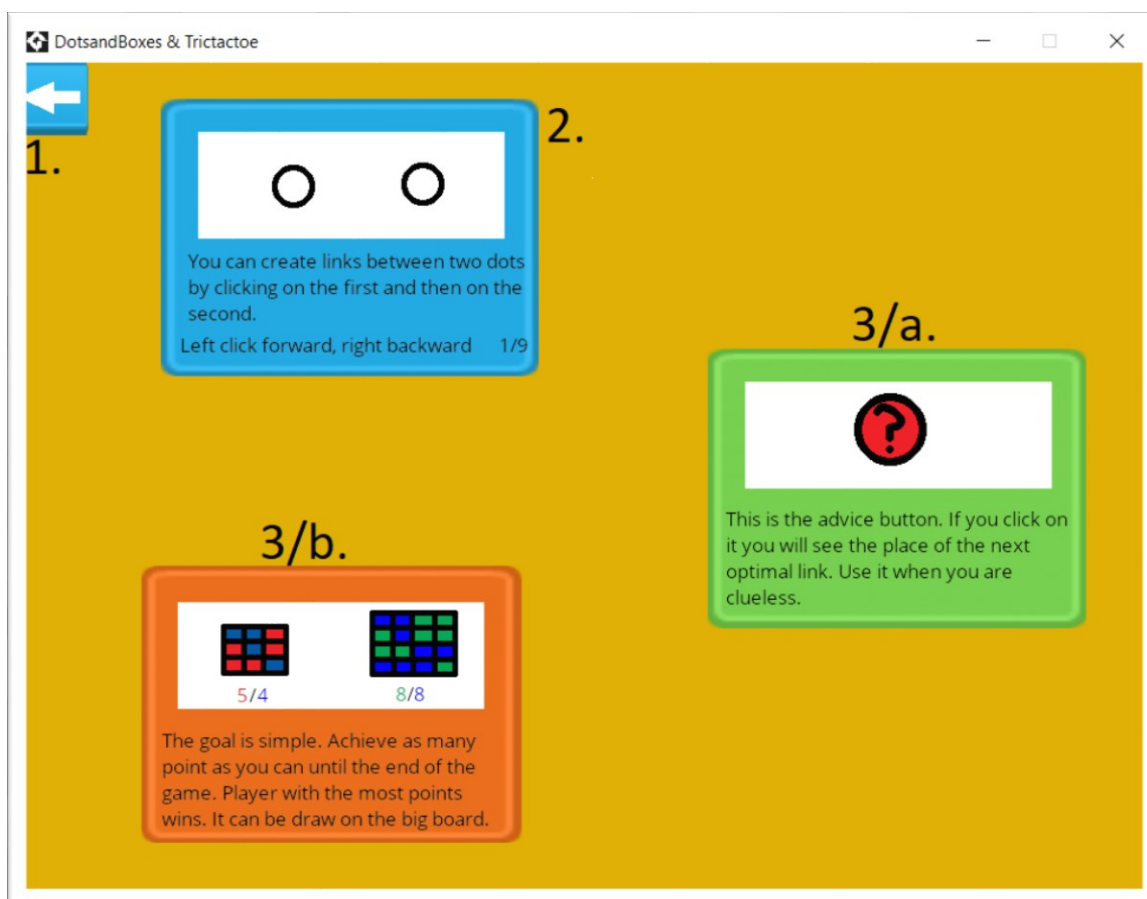 DotsandBoxes & Trictactoe
1.
2.
You can create links between two dots
by clicking on the first and then on the
second.
Left click forward, right backward 1/9
3/a.
?
This is the advice button. If you click on
it you will see the place of the next
optimal link. Use it when you are
clueless.
3/b.
5/4 8/8
The goal is simple. Achieve as many
point as you can until the end of the
game. Player with the most points
wins. It can be draw on the big board.